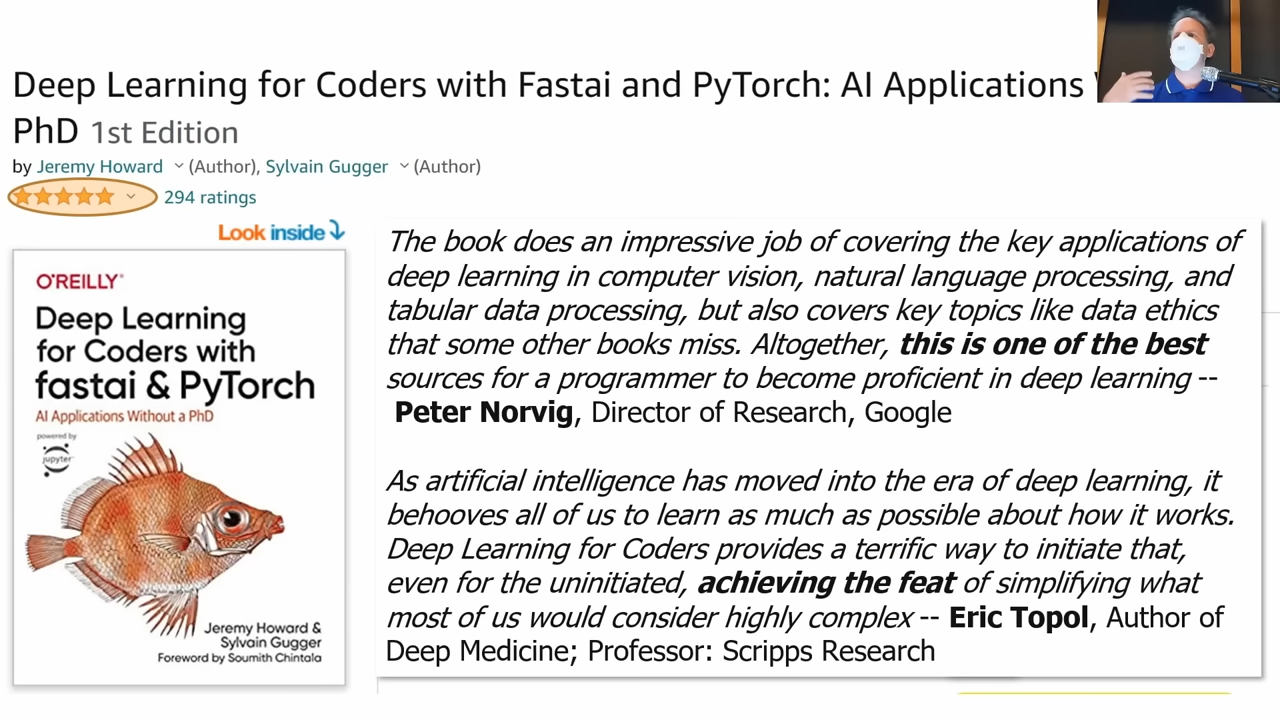 Deep Learning for Coders with Fastai and PyTorch: AI Applications
PhD 1st Edition
by Jeremy Howard (Author), Sylvain Gugger (Author)
294 ratings
Look inside
O'REILLY®
Deep Learning
for Coders with
fastai & PyTorch
AI Applications Without a PhD
powered by
jupyter
Jeremy Howard &
Sylvain Gugger
Foreword by Soumith Chintala
The book does an impressive job of covering the key applications of
deep learning in computer vision, natural language processing, and
tabular data processing, but also covers key topics like data ethics
that some other books miss. Altogether, this is one of the best
sources for a programmer to become proficient in deep learning --
Peter Norvig, Director of Research, Google
As artificial intelligence has moved into the era of deep learning, it
behooves all of us to learn as much as possible about how it works.
Deep Learning for Coders provides a terrific way to initiate that,
even for the uninitiated, achieving the feat of simplifying what
most of us would consider highly complex -- Eric Topol, Author of
Deep Medicine; Professor: Scripps Research